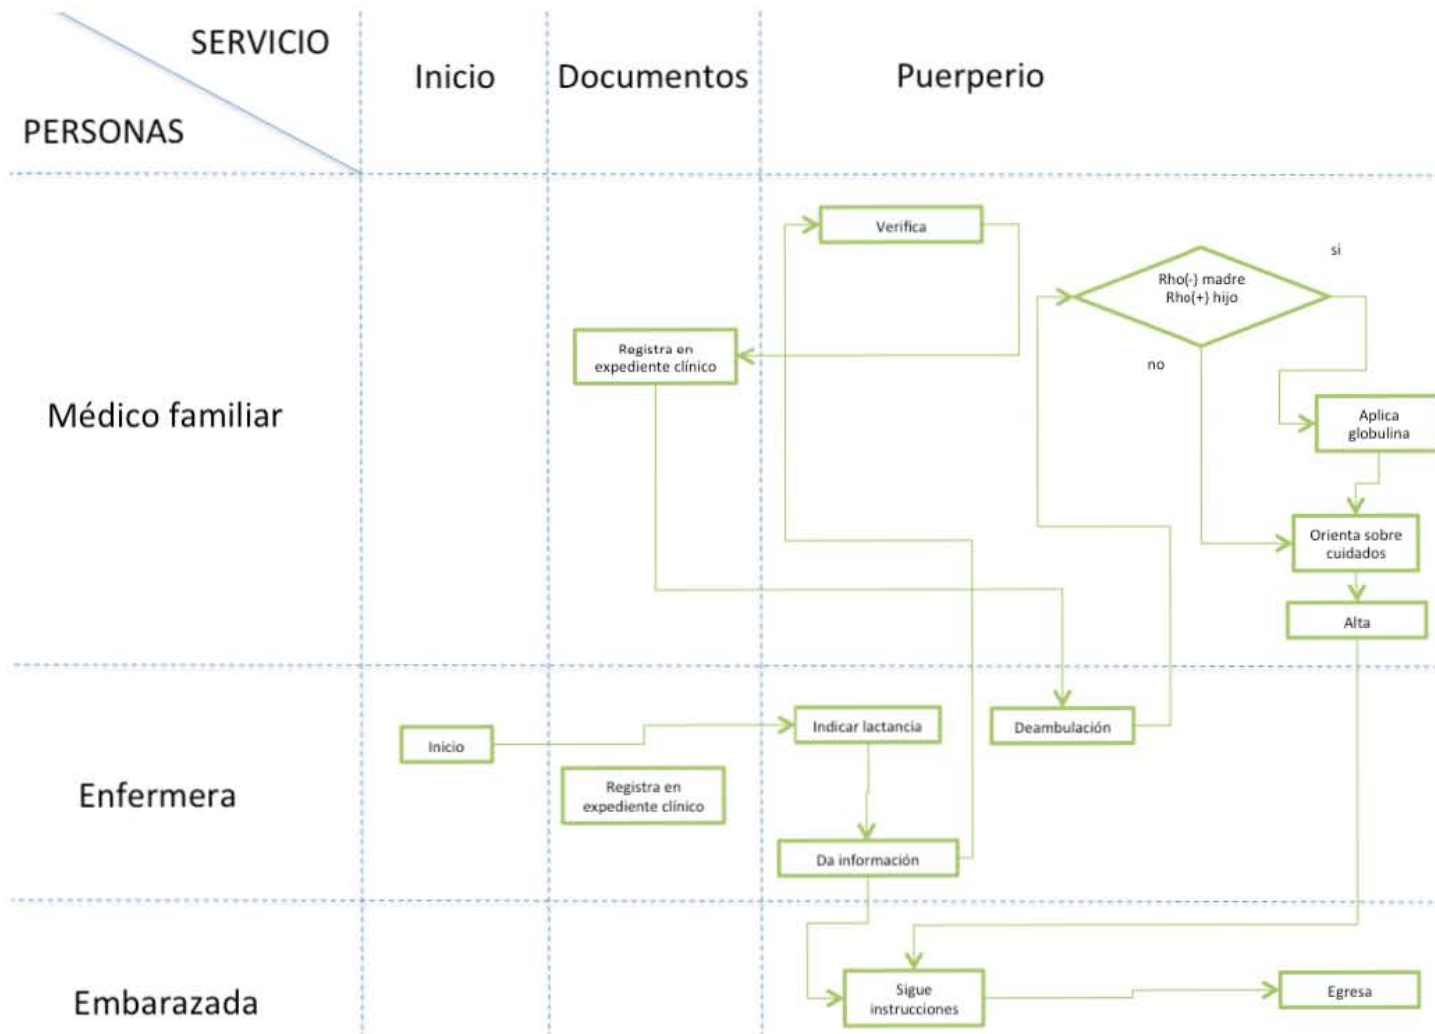 SERVICIO
PERSONAS
Inicio
Documentos
Puerperio
Médico familiar
Verifica
Registra en
expediente clínico
Rho(-) madre
Rho(+) hijo
si
no
Aplica
globulina
Orienta sobre
cuidados
Alta
Enfermera
Inicio
Registra en
expediente clínico
Indicar lactancia
Deambulación
Da información
Embarazada
Sigue
instrucciones
Egresa